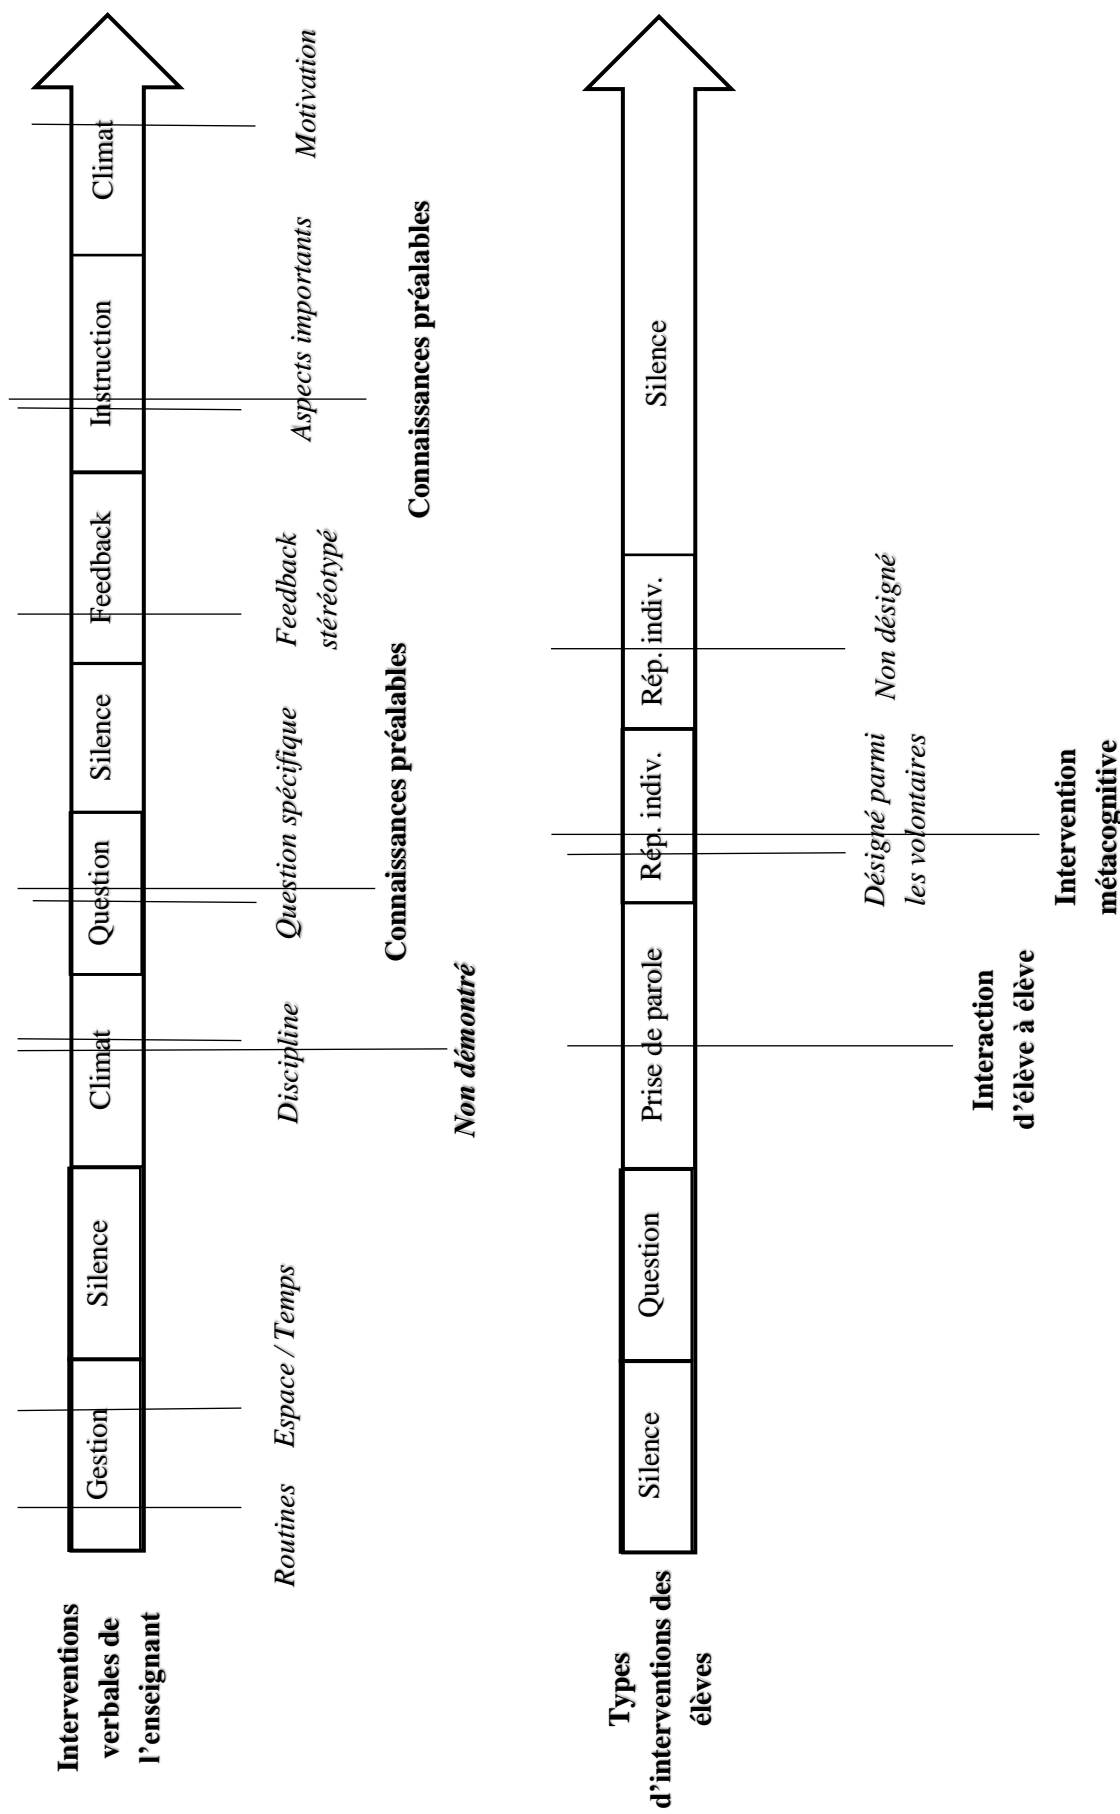 Interventions
verbales de
l’enseignant
Gestion
Silence
Climat
Question
Silence
Feedback
Instruction
Climat
Routines
Espace / Temps
Discipline
Question spécifique
Feedback
stéréotypé
Aspects importants
Motivation
Connaissances préalables
Connaissances préalables
Non démontré
Types
d’interventions des
élèves
Silence
Question
Prise de parole
Rép. indiv.
Rép. indiv.
Silence
Désigné parmi
les volontaires
Non désigné
Interaction
d’élève à élève
Intervention
métacognitive